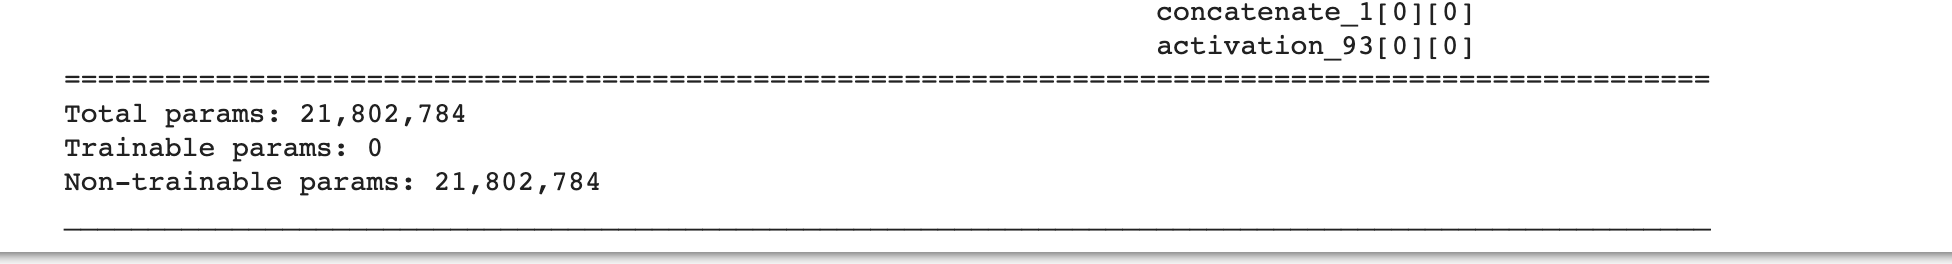 concatenate_1[0][0]
activation_93[0][0]
==================================================================================================
Total params: 21,802,784
Trainable params: 0
Non-trainable params: 21,802,784
__________________________________________________________________________________________________